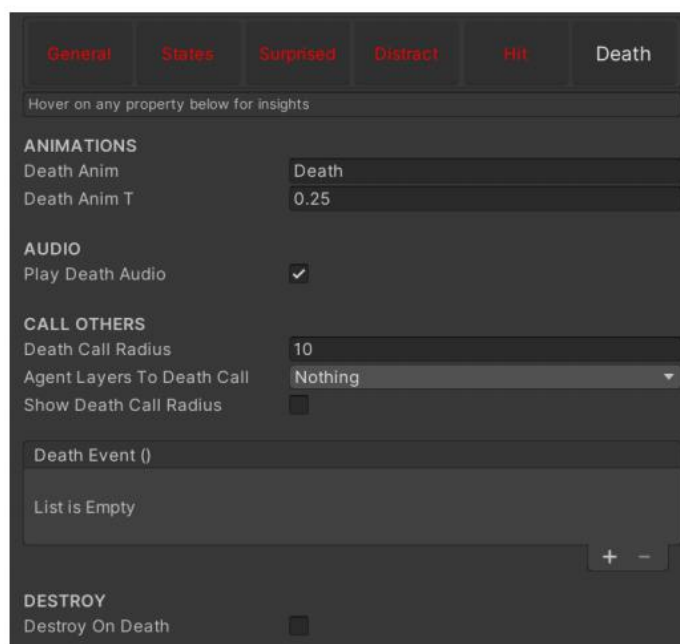 General States Surprised Distract Hit Death
Hover on any property below for insights
ANIMATIONS
Death Anim Death
Death Anim T 0.25
AUDIO
Play Death Audio
CALL OTHERS
Death Call Radius 10
Agent Layers To Death Call Nothing
Show Death Call Radius
Death Event ()
List is Empty
+ −
DESTROY
Destroy On Death